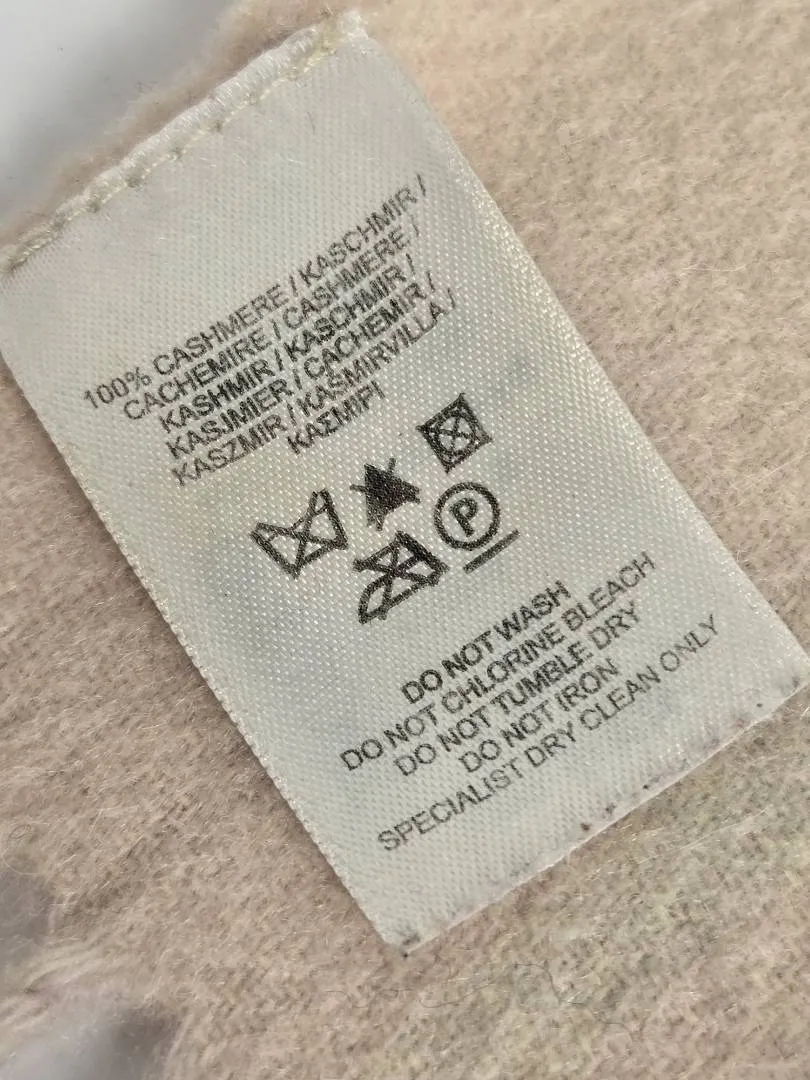 100% CASHMERE / KASCHMIR /
CACHEMIRE / CASHMERE /
KASHMIR / KASCHMIR /
KASJMIER / CACHEMIR /
KASZMIR / KAŠMIRVILLA /
ΚΑΣΜΙΡΙ
P
DO NOT WASH
DO NOT CHLORINE BLEACH
DO NOT TUMBLE DRY
DO NOT IRON
SPECIALIST DRY CLEAN ONLY